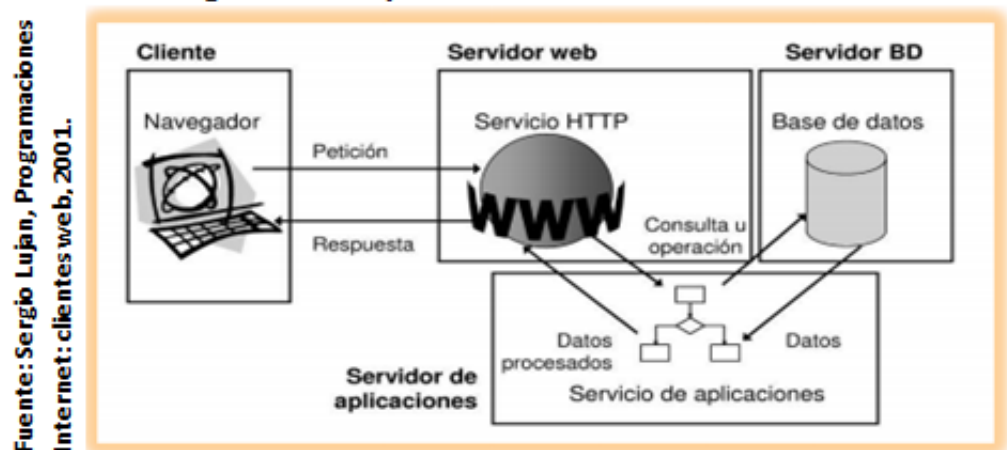 Fuente: Sergio Lujan, Programaciones
Internet: clientes web, 2001.
Cliente
Servidor web
Servidor BD
Navegador
Servicio HTTP
Base de datos
Petición
WWW
Respuesta
Consulta u
operación
Datos
procesados
Datos
Servicio de aplicaciones
Servidor de
aplicaciones